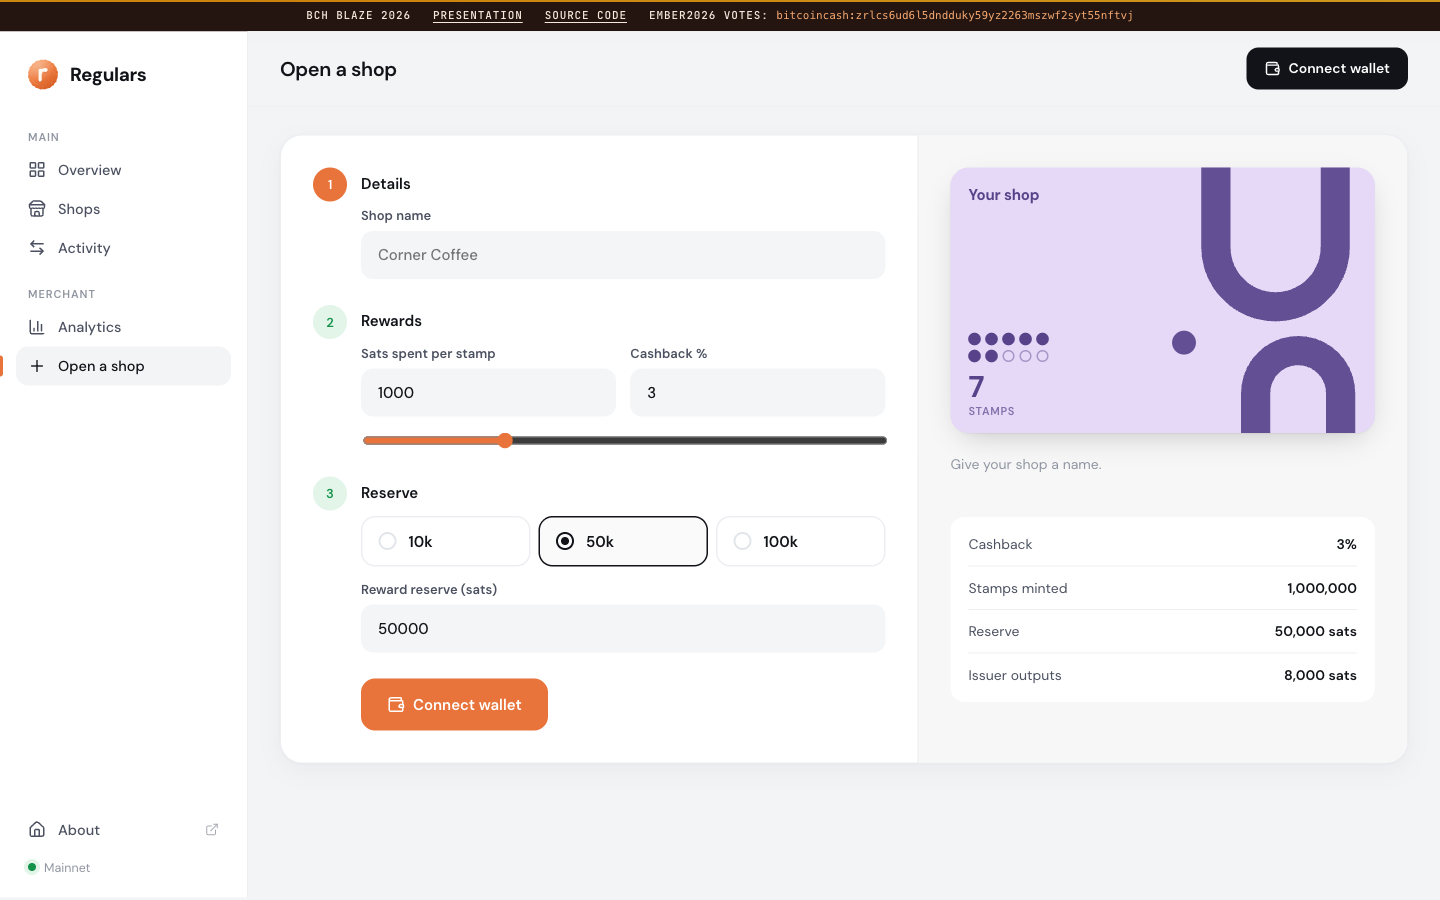 BCH BLAZE 2026 PRESENTATION SOURCE CODE EMBER2026 VOTES: bitcoincash:zrlcs6ud6l5dndduky59yz2263mszwf2syt55nftvj
Regulars
MAIN
Overview
Shops
Activity
MERCHANT
Analytics
Open a shop
About
Mainnet
Open a shop
Connect wallet
1 Details
Shop name
Corner Coffee
2 Rewards
Sats spent per stamp Cashback %
1000 3
3 Reserve
10k 50k 100k
Reward reserve (sats)
50000
Connect wallet
Your shop
7
STAMPS
Give your shop a name.
Cashback 3%
Stamps minted 1,000,000
Reserve 50,000 sats
Issuer outputs 8,000 sats